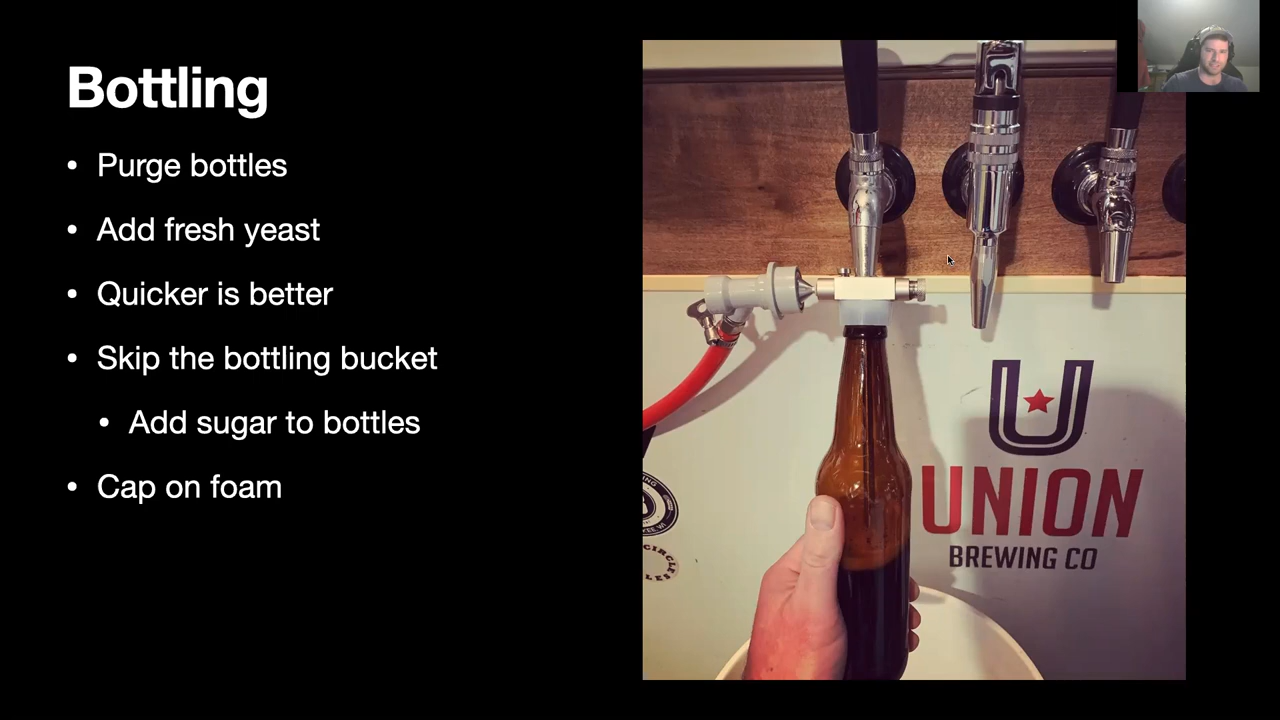 Bottling
• Purge bottles
• Add fresh yeast
• Quicker is better
• Skip the bottling bucket
• Add sugar to bottles
• Cap on foam
U
UNION
BREWING CO
CIRCLE